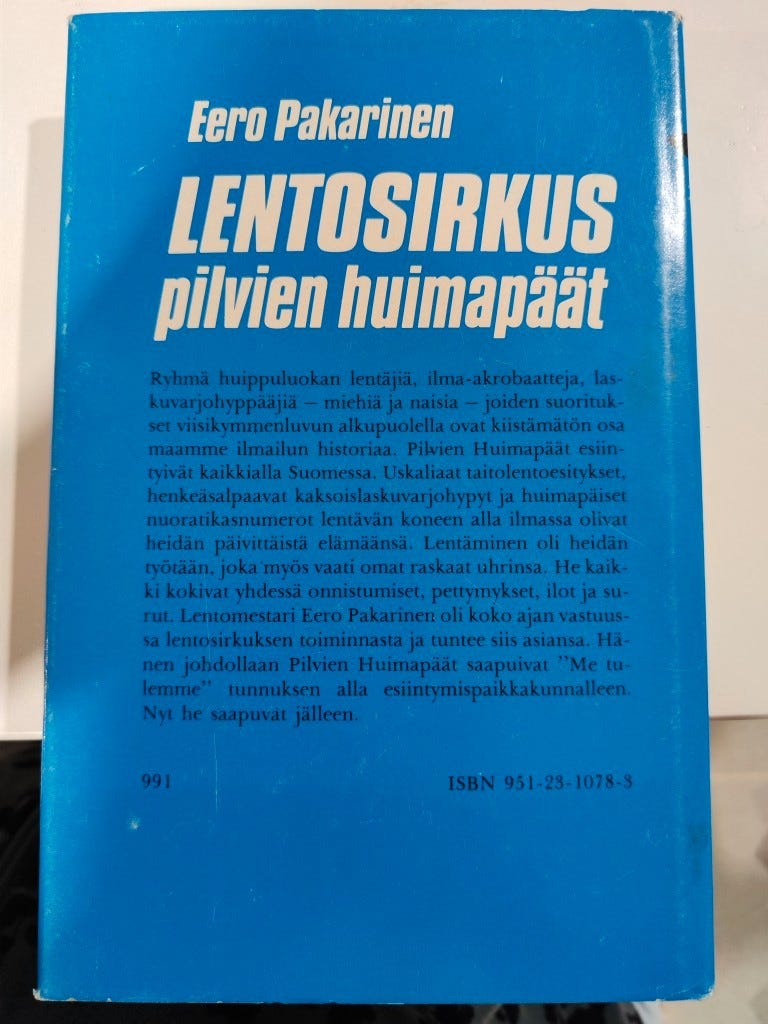 Eero Pakarinen
LENTOSIRKUS
pilvien huimapäät
Ryhmä huippuluokan lentäjiä, ilma-akrobaatteja, las-
kuvarjohyppääjiä – miehiä ja naisia – joiden suorituk-
set viisikymmenluvun alkupuolella ovat kiistämätön osa
maamme ilmailun historiaa. Pilvien Huimapäät esiin-
tyivät kaikkialla Suomessa. Uskaliaat taitolentoesitykset,
henkeäsalpaavat kaksoislaskuvarjohypyt ja huimapäiset
nuoratikasnumerot lentävän koneen alla ilmassa olivat
heidän päivittäistä elämäänsä. Lentäminen oli heidän
työtään, joka myös vaati omat raskaat uhrinsa. He kaik-
ki kokivat yhdessä onnistumiset, pettymykset, ilot ja su-
rut. Lentomestari Eero Pakarinen oli koko ajan vastuus-
sa lentosirkuksen toiminnasta ja tuntee siis asiansa. Hä-
nen johdollaan Pilvien Huimapäät saapuivat ”Me tu-
lemme” tunnuksen alla esiintymispaikkakunnalleen.
Nyt he saapuvat jälleen.
991 ISBN 951-23-1078-3